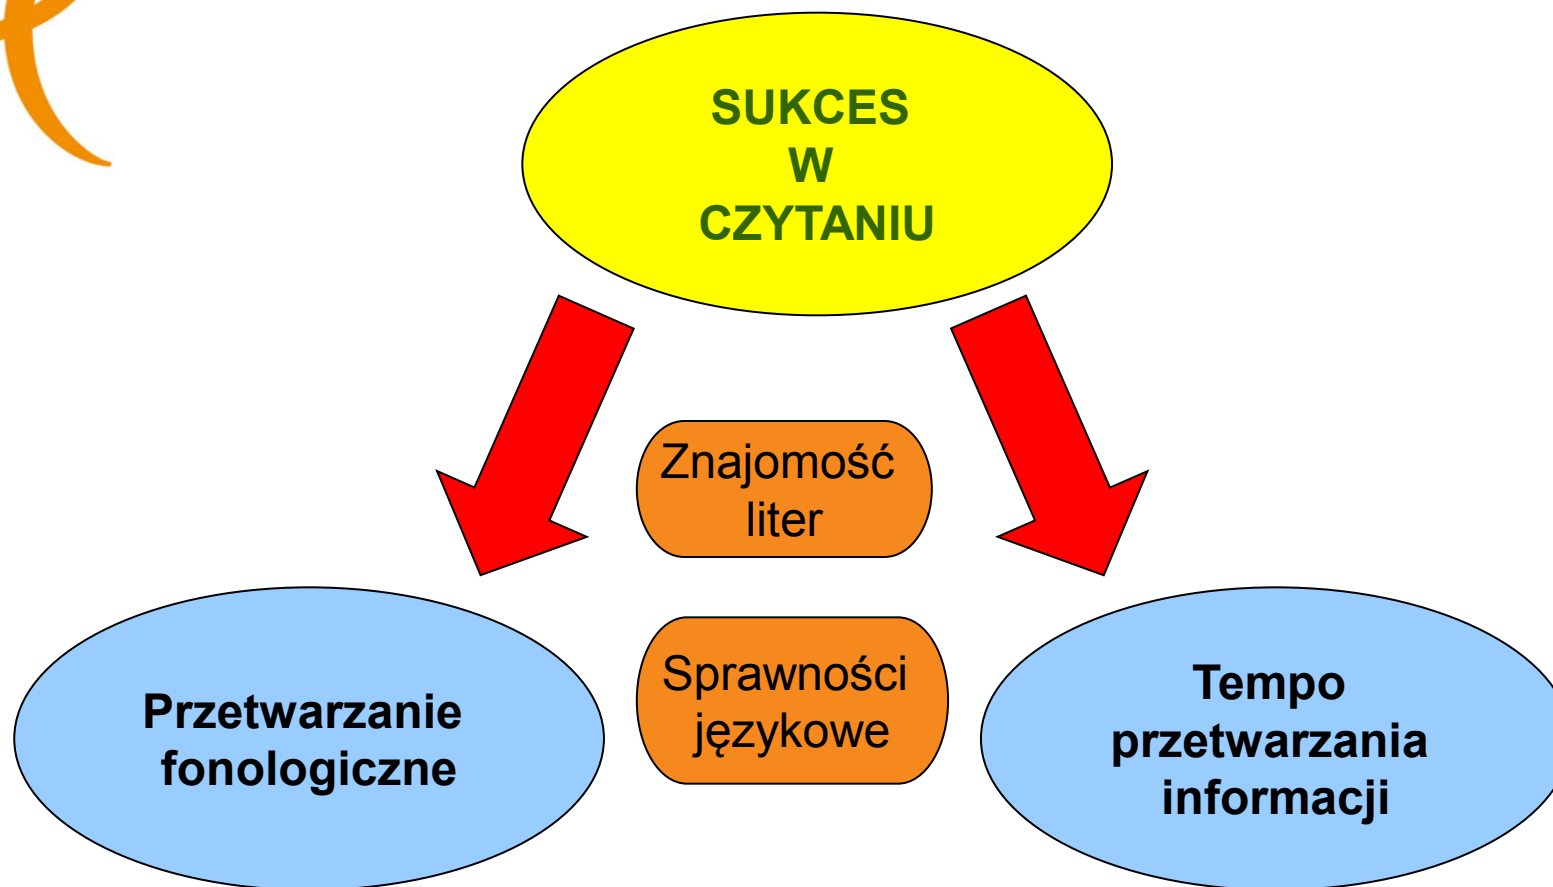 SUKCES
W
CZYTANIU
Znajomość
liter
Sprawności
językowe
Przetwarzanie
fonologiczne
Tempo
przetwarzania
informacji